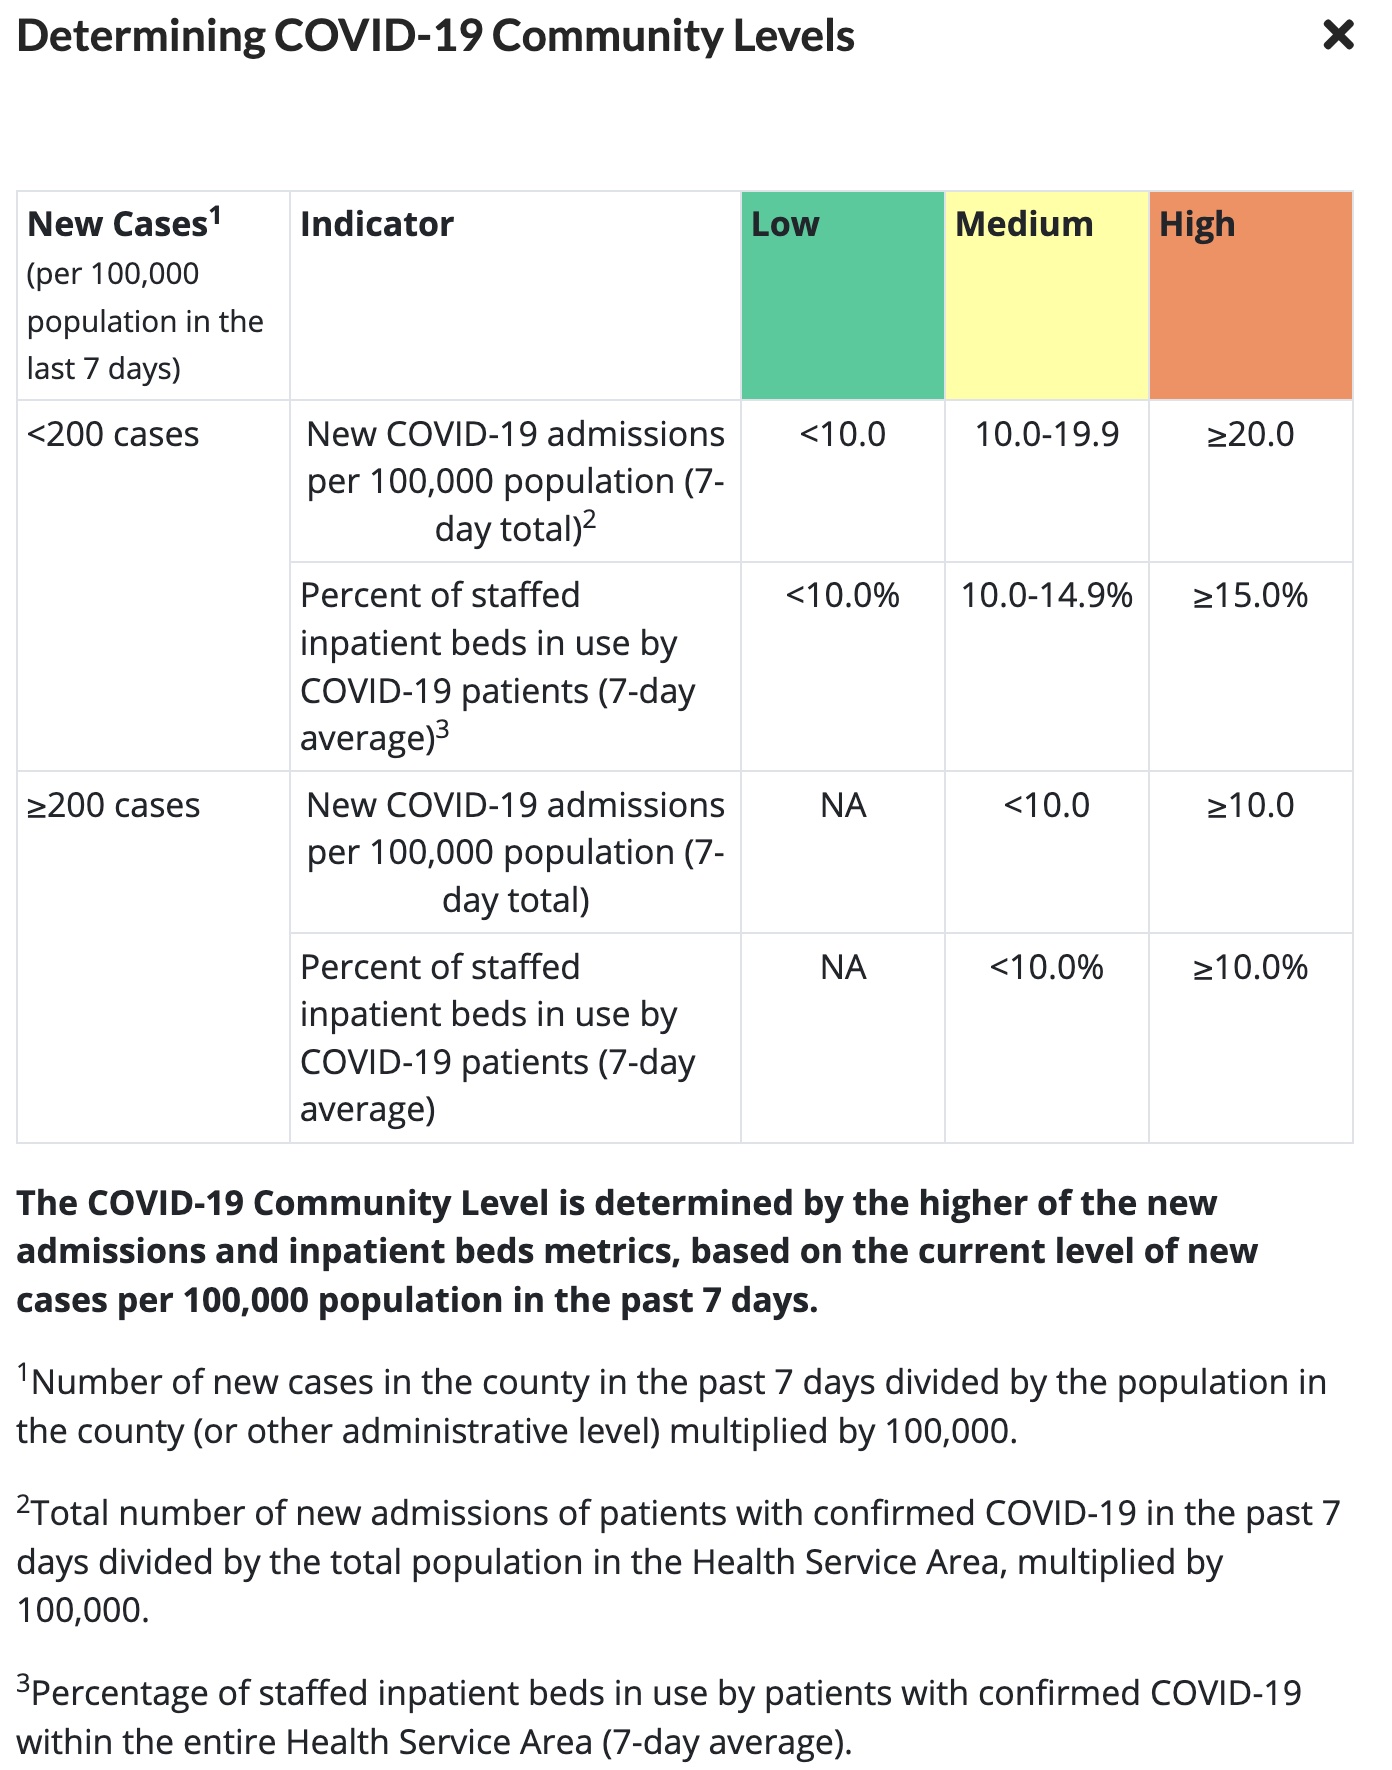 Determining COVID-19 Community Levels
New Cases¹
(per 100,000
population in the
last 7 days)
Indicator
Low
Medium
High
<200 cases
New COVID-19 admissions
per 100,000 population (7-
day total)²
<10.0
10.0-19.9
≥20.0
Percent of staffed
inpatient beds in use by
COVID-19 patients (7-day
average)³
<10.0%
10.0-14.9%
≥15.0%
≥200 cases
New COVID-19 admissions
per 100,000 population (7-
day total)
NA
<10.0
≥10.0
Percent of staffed
inpatient beds in use by
COVID-19 patients (7-day
average)
NA
<10.0%
≥10.0%
The COVID-19 Community Level is determined by the higher of the new
admissions and inpatient beds metrics, based on the current level of new
cases per 100,000 population in the past 7 days.
¹Number of new cases in the county in the past 7 days divided by the population in
the county (or other administrative level) multiplied by 100,000.
²Total number of new admissions of patients with confirmed COVID-19 in the past 7
days divided by the total population in the Health Service Area, multiplied by
100,000.
³Percentage of staffed inpatient beds in use by patients with confirmed COVID-19
within the entire Health Service Area (7-day average).